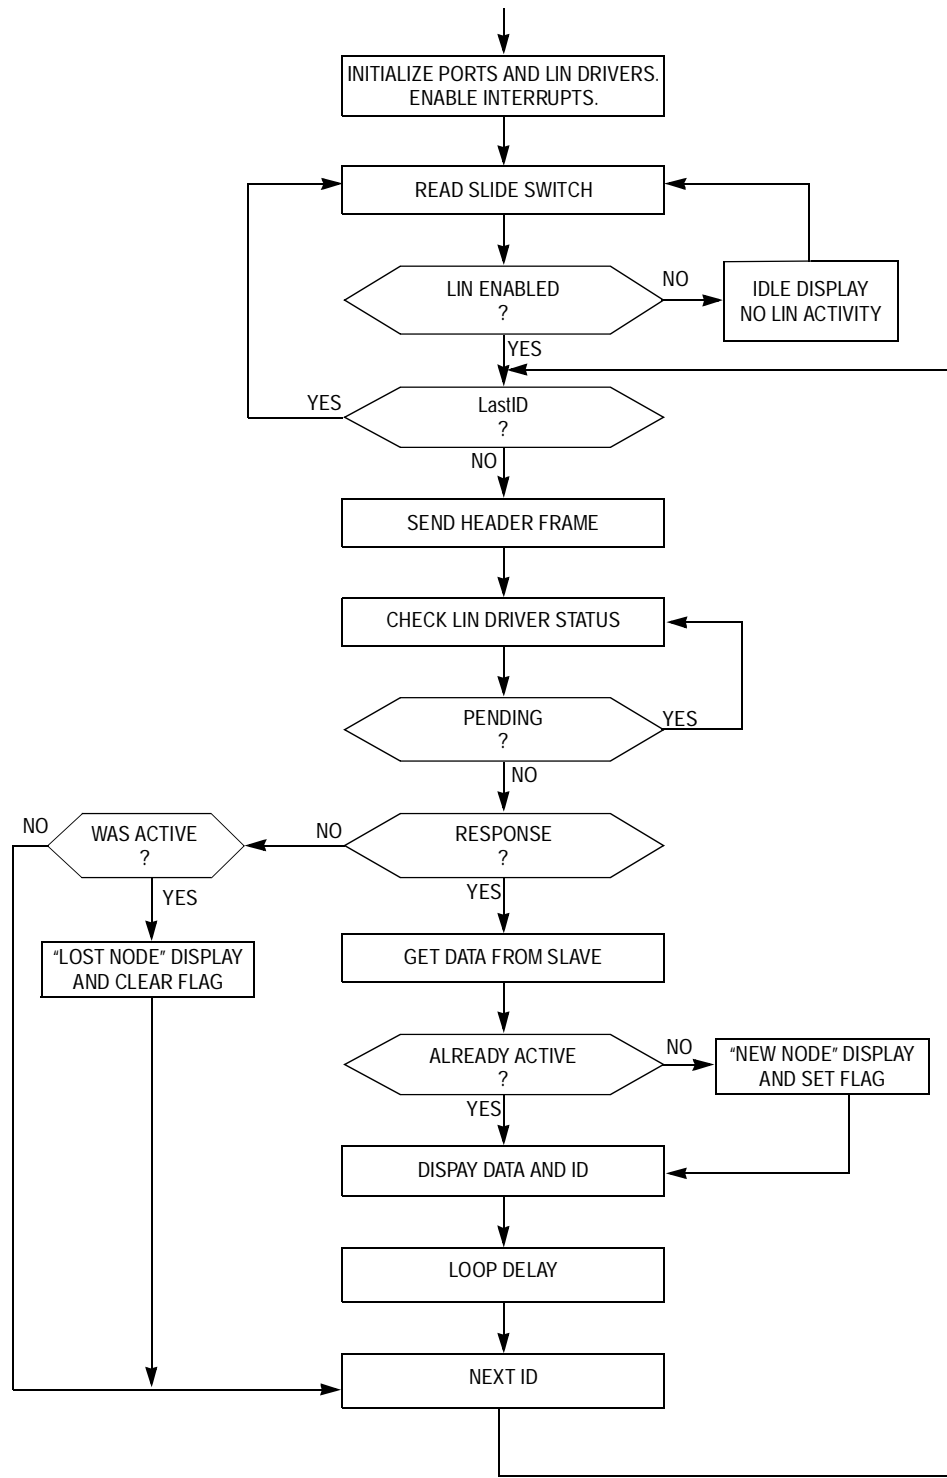 INITIALIZE PORTS AND LIN DRIVERS.
ENABLE INTERRUPTS.
READ SLIDE SWITCH
LIN ENABLED
?
NO
IDLE DISPLAY
NO LIN ACTIVITY
YES
YES
LastID
?
NO
SEND HEADER FRAME
CHECK LIN DRIVER STATUS
PENDING
?
YES
NO
NO
WAS ACTIVE
?
NO
RESPONSE
?
YES
YES
"LOST NODE" DISPLAY
AND CLEAR FLAG
GET DATA FROM SLAVE
ALREADY ACTIVE
?
NO
"NEW NODE" DISPLAY
AND SET FLAG
YES
DISPAY DATA AND ID
LOOP DELAY
NEXT ID